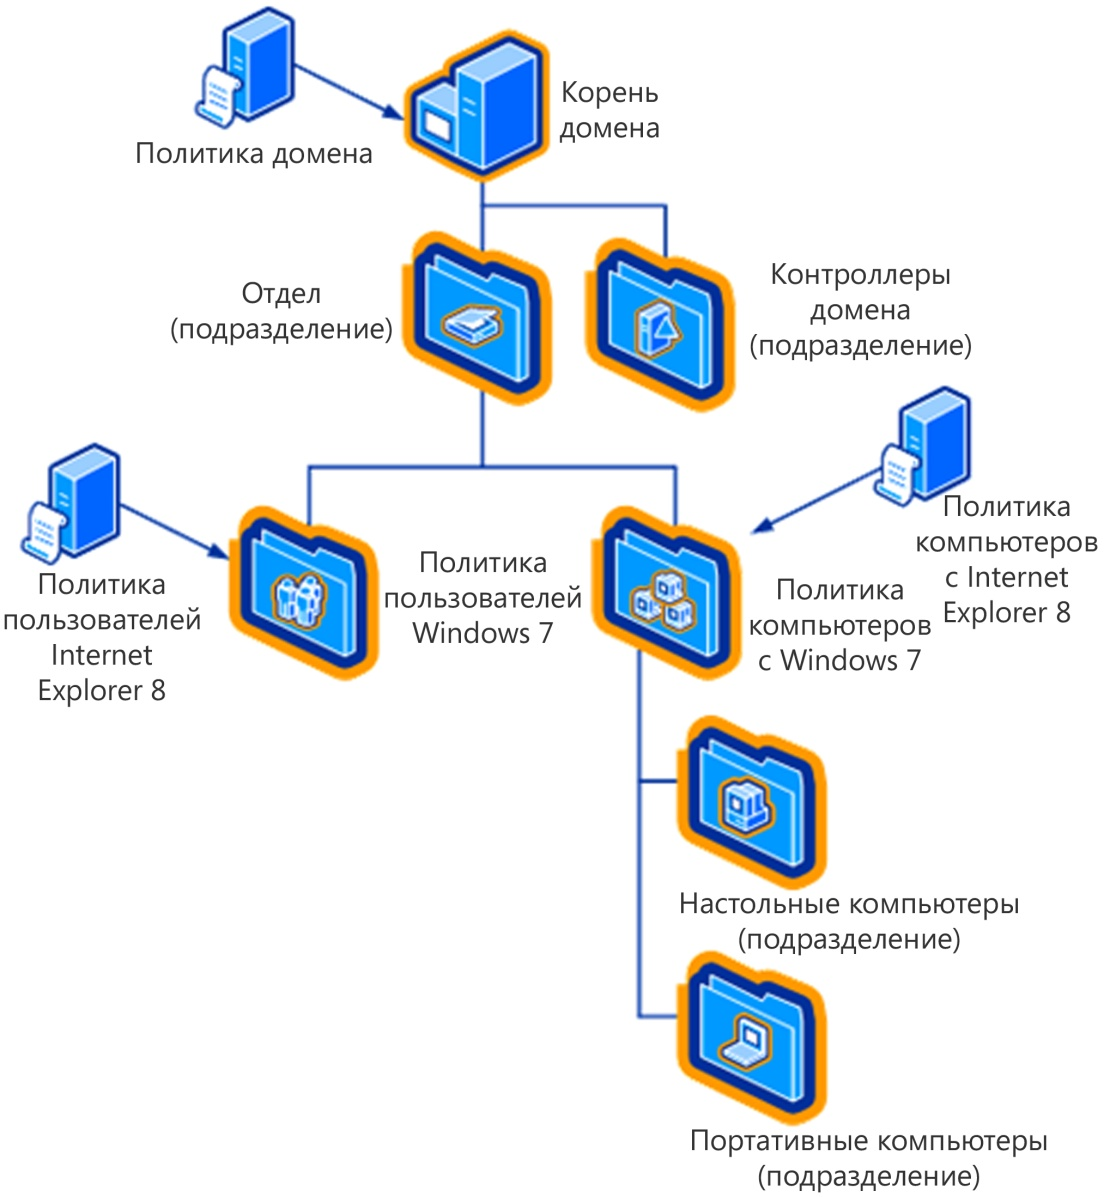 Политика домена
Корень
домена
Отдел
(подразделение)
Контроллеры
домена
(подразделение)
Политика
пользователей
Internet
Explorer 8
Политика
пользователей
Windows 7
Политика
компьютеров
с Windows 7
Политика
компьютеров
с Internet
Explorer 8
Настольные компьютеры
(подразделение)
Портативные компьютеры
(подразделение)